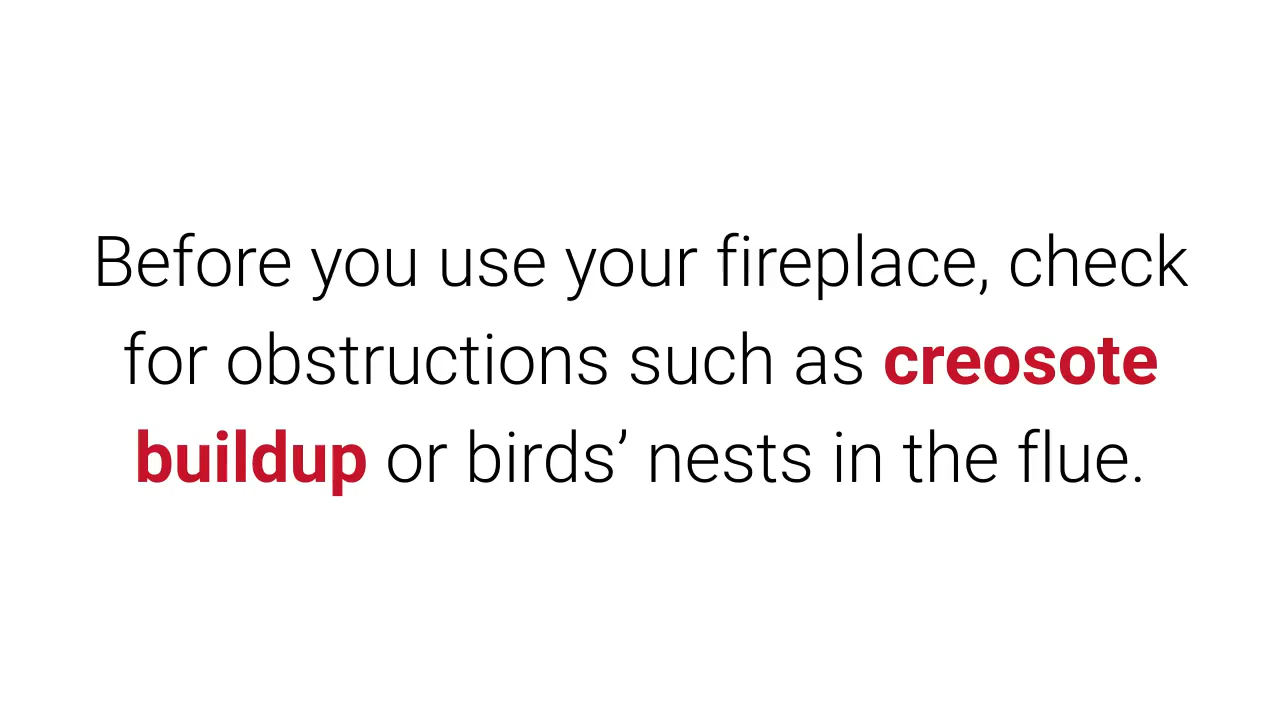 Before you use your fireplace, check
for obstructions such as creosote
buildup or birds’ nests in the flue.